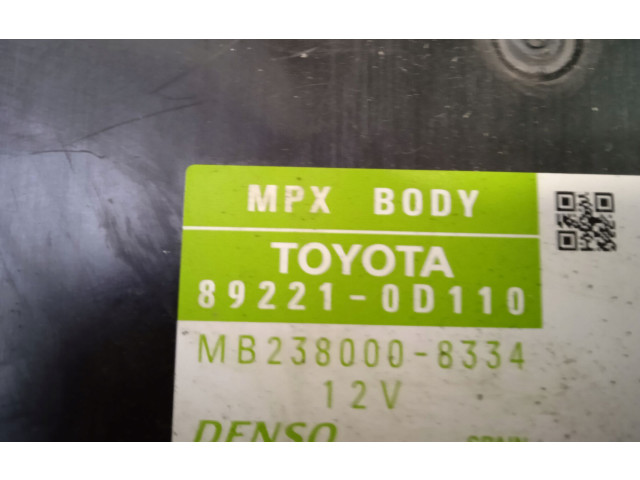 MPX BODY
TOYOTA
89221-0D110
MB238000-8334
12V
DENSO